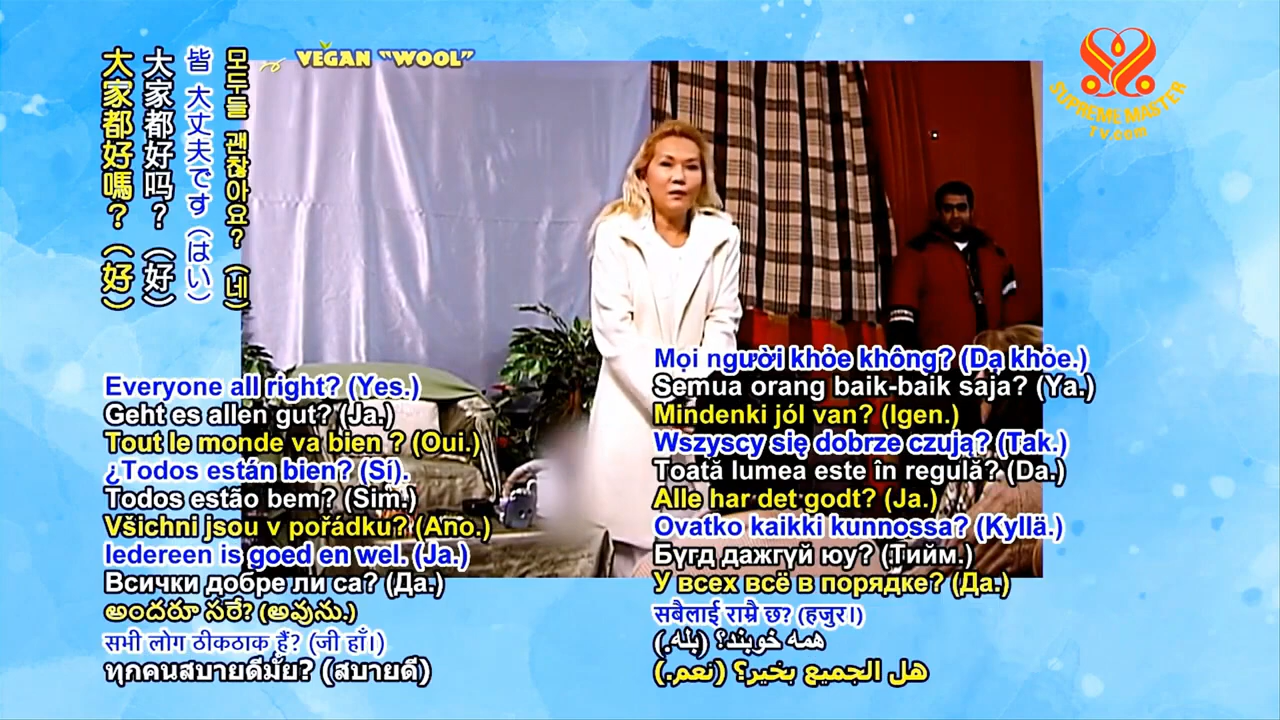 VEGAN "WOOL"
SUPREME MASTER
TV.com
모두들 괜찮아요? (네)
皆 大丈夫です (はい)
大家都好吗? (好)
大家都好嗎? (好)
Everyone all right? (Yes.)
Geht es allen gut? (Ja.)
Tout le monde va bien ? (Oui.)
¿Todos están bien? (Sí).
Todos estão bem? (Sim.)
Všichni jsou v pořádku? (Ano.)
Iedereen is goed en wel. (Ja.)
Всички добре ли са? (Да.)
అందరూ సరే? (అవును.)
सभी लोग ठीकठाक हैं? (जी हाँ।)
ทุกคนสบายดีมั้ย? (สบายดี)
Mọi người khỏe không? (Dạ khỏe.)
Semua orang baik-baik saja? (Ya.)
Mindenki jól van? (Igen.)
Wszyscy się dobrze czują? (Tak.)
Toată lumea este în regulă? (Da.)
Alle har det godt? (Ja.)
Ovatko kaikki kunnossa? (Kyllä.)
Бүгд дажгүй юу? (Тийм.)
У всех всё в порядке? (Да.)
सबैलाई राम्रै छ? (हजुर।)
همه خوبند؟ (بله.)
هل الجميع بخير؟ (نعم.)